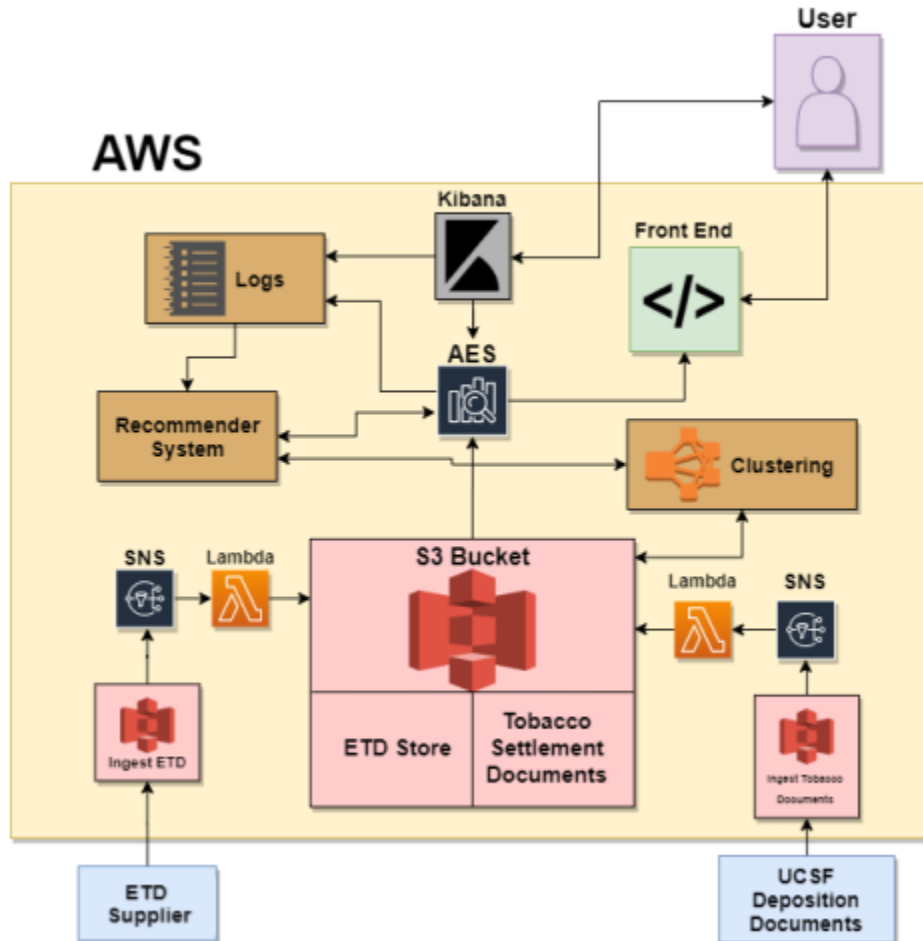 User
AWS
Kibana
Front End
Logs
</>
AES
Recommender
System
Clustering
S3 Bucket
SNS
Lambda
Lambda
SNS
ETD Store
Tobacco
Settlement
Documents
Ingest ETD
Ingest Tobacco
Documents
ETD
Supplier
UCSF
Deposition
Documents